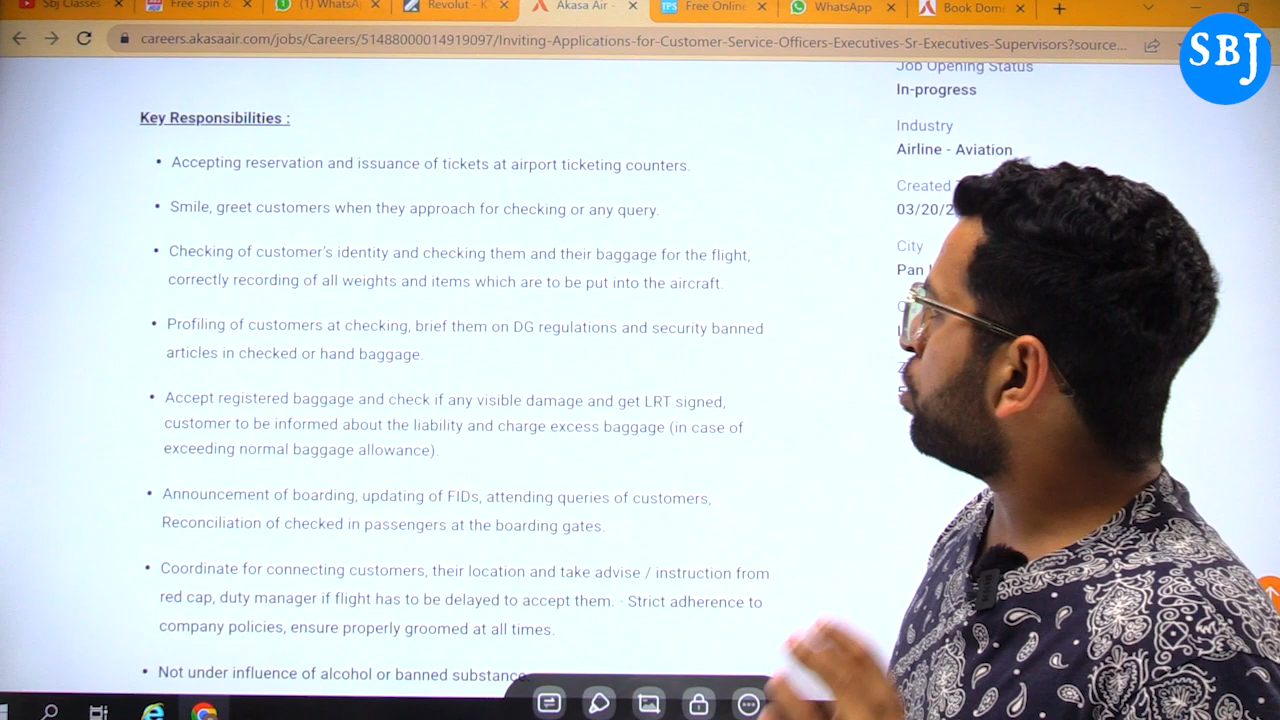 Sbj Classes
Free spin &
(1) WhatsA
Revolut - K
Akasa Air -
Free Online
WhatsApp
Book Dom
careers.akasaair.com/jobs/Careers/51488000014919097/Inviting-Applications-for-Customer-Service-Officers-Executives-Sr-Executives-Supervisors?source...
SBJ
Job Opening Status
In-progress
Industry
Airline - Aviation
Created
03/20/2
City
Pan
Key Responsibilities :
• Accepting reservation and issuance of tickets at airport ticketing counters.
• Smile, greet customers when they approach for checking or any query.
• Checking of customer's identity and checking them and their baggage for the flight,
correctly recording of all weights and items which are to be put into the aircraft.
• Profiling of customers at checking, brief them on DG regulations and security banned
articles in checked or hand baggage.
• Accept registered baggage and check if any visible damage and get LRT signed,
customer to be informed about the liability and charge excess baggage (in case of
exceeding normal baggage allowance).
• Announcement of boarding, updating of FIDs, attending queries of customers,
Reconciliation of checked in passengers at the boarding gates.
• Coordinate for connecting customers, their location and take advise / instruction from
red cap, duty manager if flight has to be delayed to accept them. · Strict adherence to
company policies, ensure properly groomed at all times.
• Not under influence of alcohol or banned substance